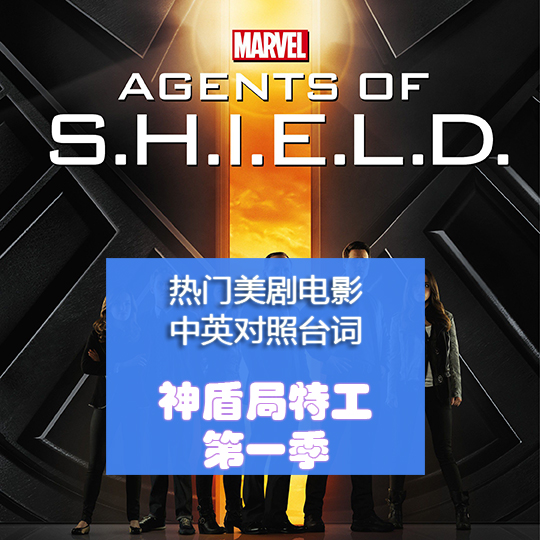 MARVEL
AGENTS OF
S.H.I.E.L.D.
热门美剧电影
中英对照台词
神盾局特工
第一季